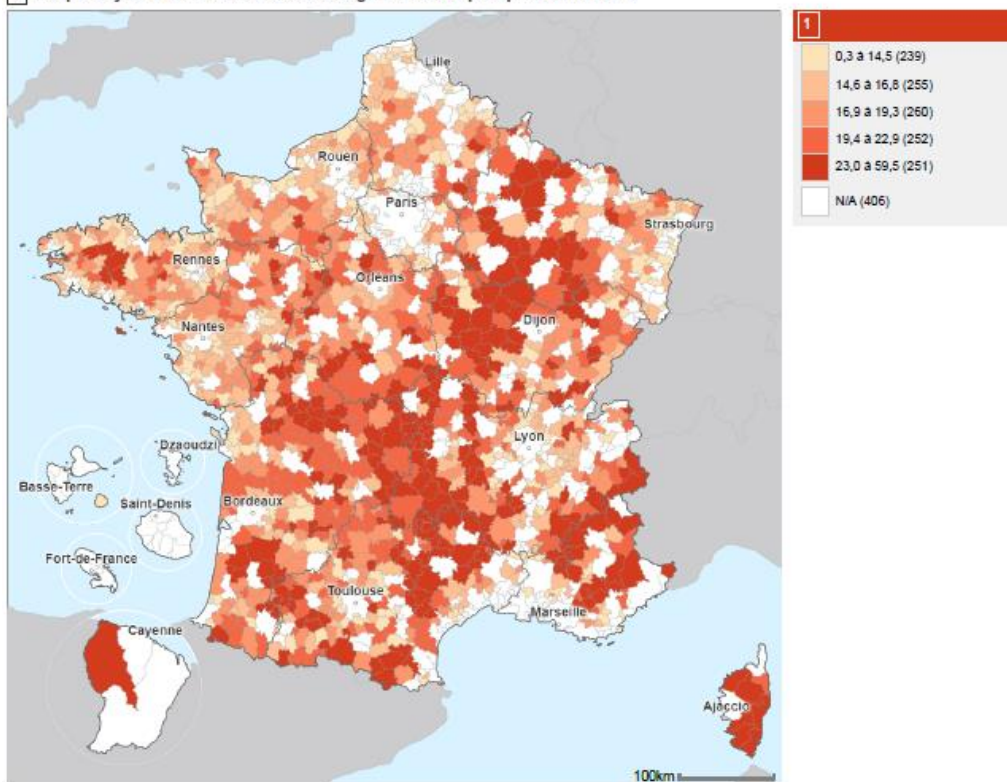 1
0,3 à 14,5 (239)
14,6 à 16,8 (255)
16,9 à 19,3 (260)
19,4 à 22,9 (252)
23,0 à 59,5 (251)
N/A (406)
Lille
Rouen
Paris
Strasbourg
Rennes
Orléans
Nantes
Dijon
Dzaoudzi
Lyon
Basse-Terre
Saint-Denis
Bordeaux
Fort-de-France
Toulouse
Marseille
Cayenne
Ajaccio
100km